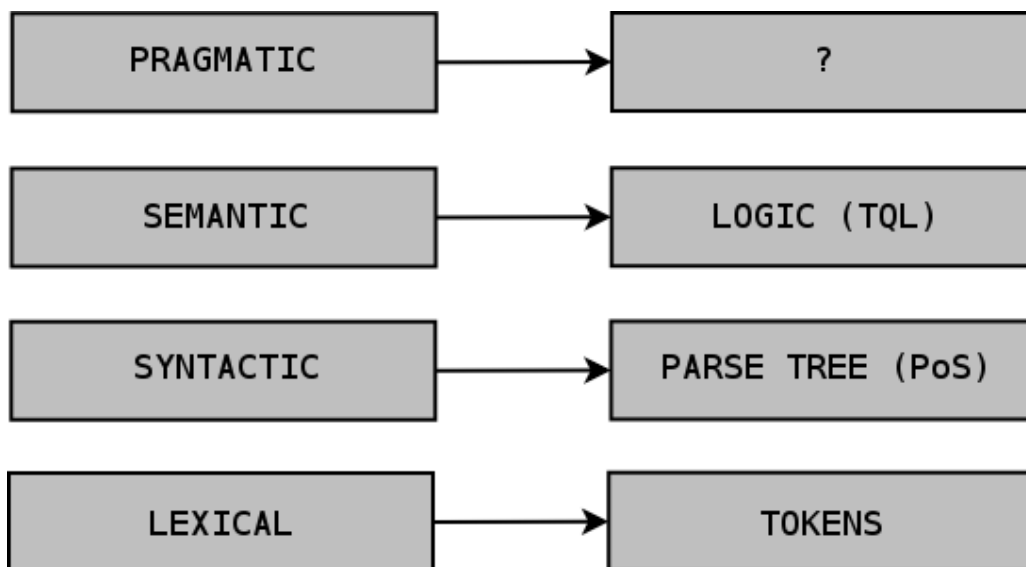 PRAGMATIC
?
SEMANTIC
LOGIC (TQL)
SYNTACTIC
PARSE TREE (PoS)
LEXICAL
TOKENS